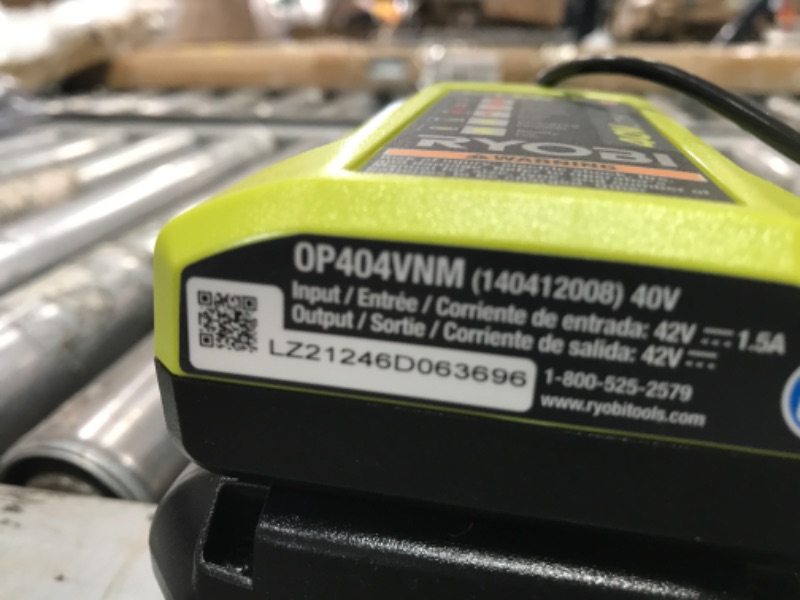 40V
RYOBI
WARNING
OP404VNM (140412008) 40V
Input / Entrée / Corriente de entrada: 42V ⎓ 1.5A
Output / Sortie / Corriente de salida: 42V ⎓
LZ21246D063696
1-800-525-2579
www.ryobitools.com